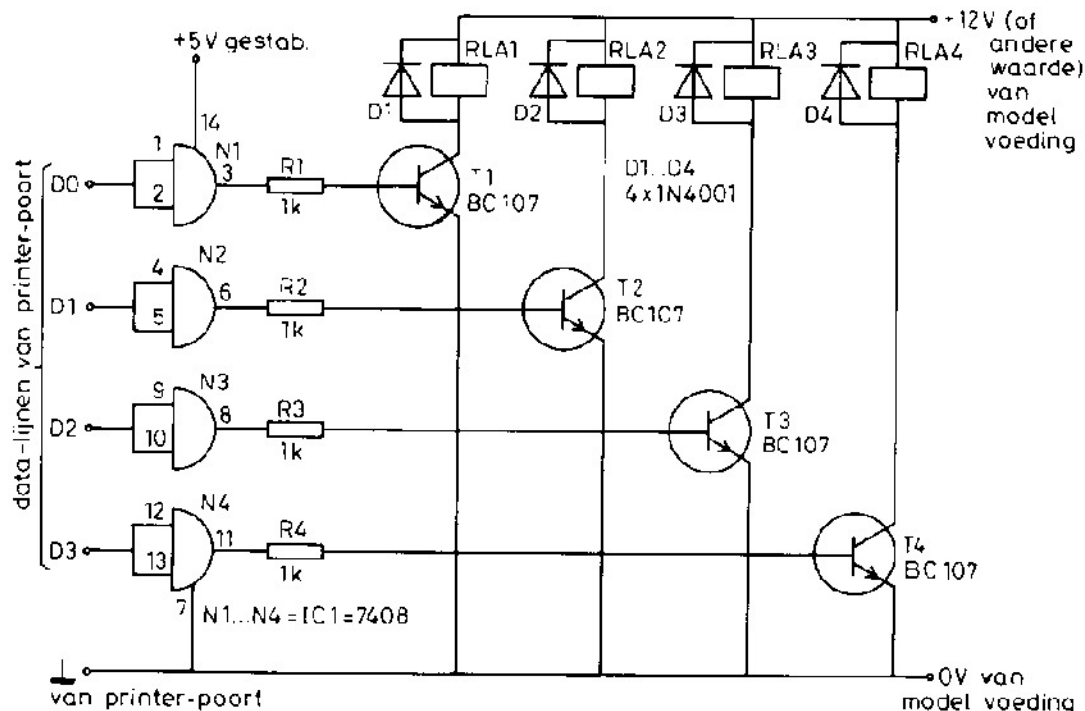 +5V gestab.
+12V (of
andere
waarde)
van
model
voeding
RLA1
RLA2
RLA3
RLA4
D1
D2
D3
D4
14
1
2
N1
3
D0
R1
1k
T1
BC107
D1...D4
4x1N4001
4
5
N2
6
D1
R2
1k
T2
BC107
9
10
N3
8
D2
R3
1k
T3
BC107
12
13
N4
11
D3
R4
1k
T4
BC107
7
N1...N4=IC1=7408
data-lijnen van printer-poort
van printer-poort
0V van
model voeding